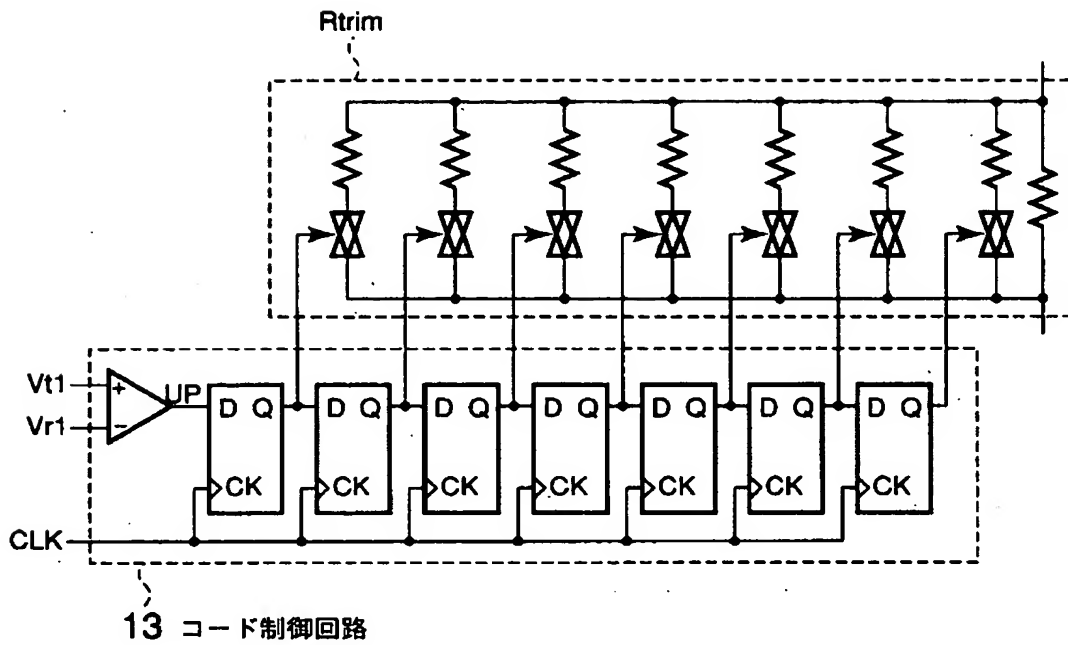 Rtrim
Vt1
+
UP
Vr1
−
D Q
CK
D Q
CK
D Q
CK
D Q
CK
D Q
CK
D Q
CK
D Q
CK
CLK
13 コード制御回路